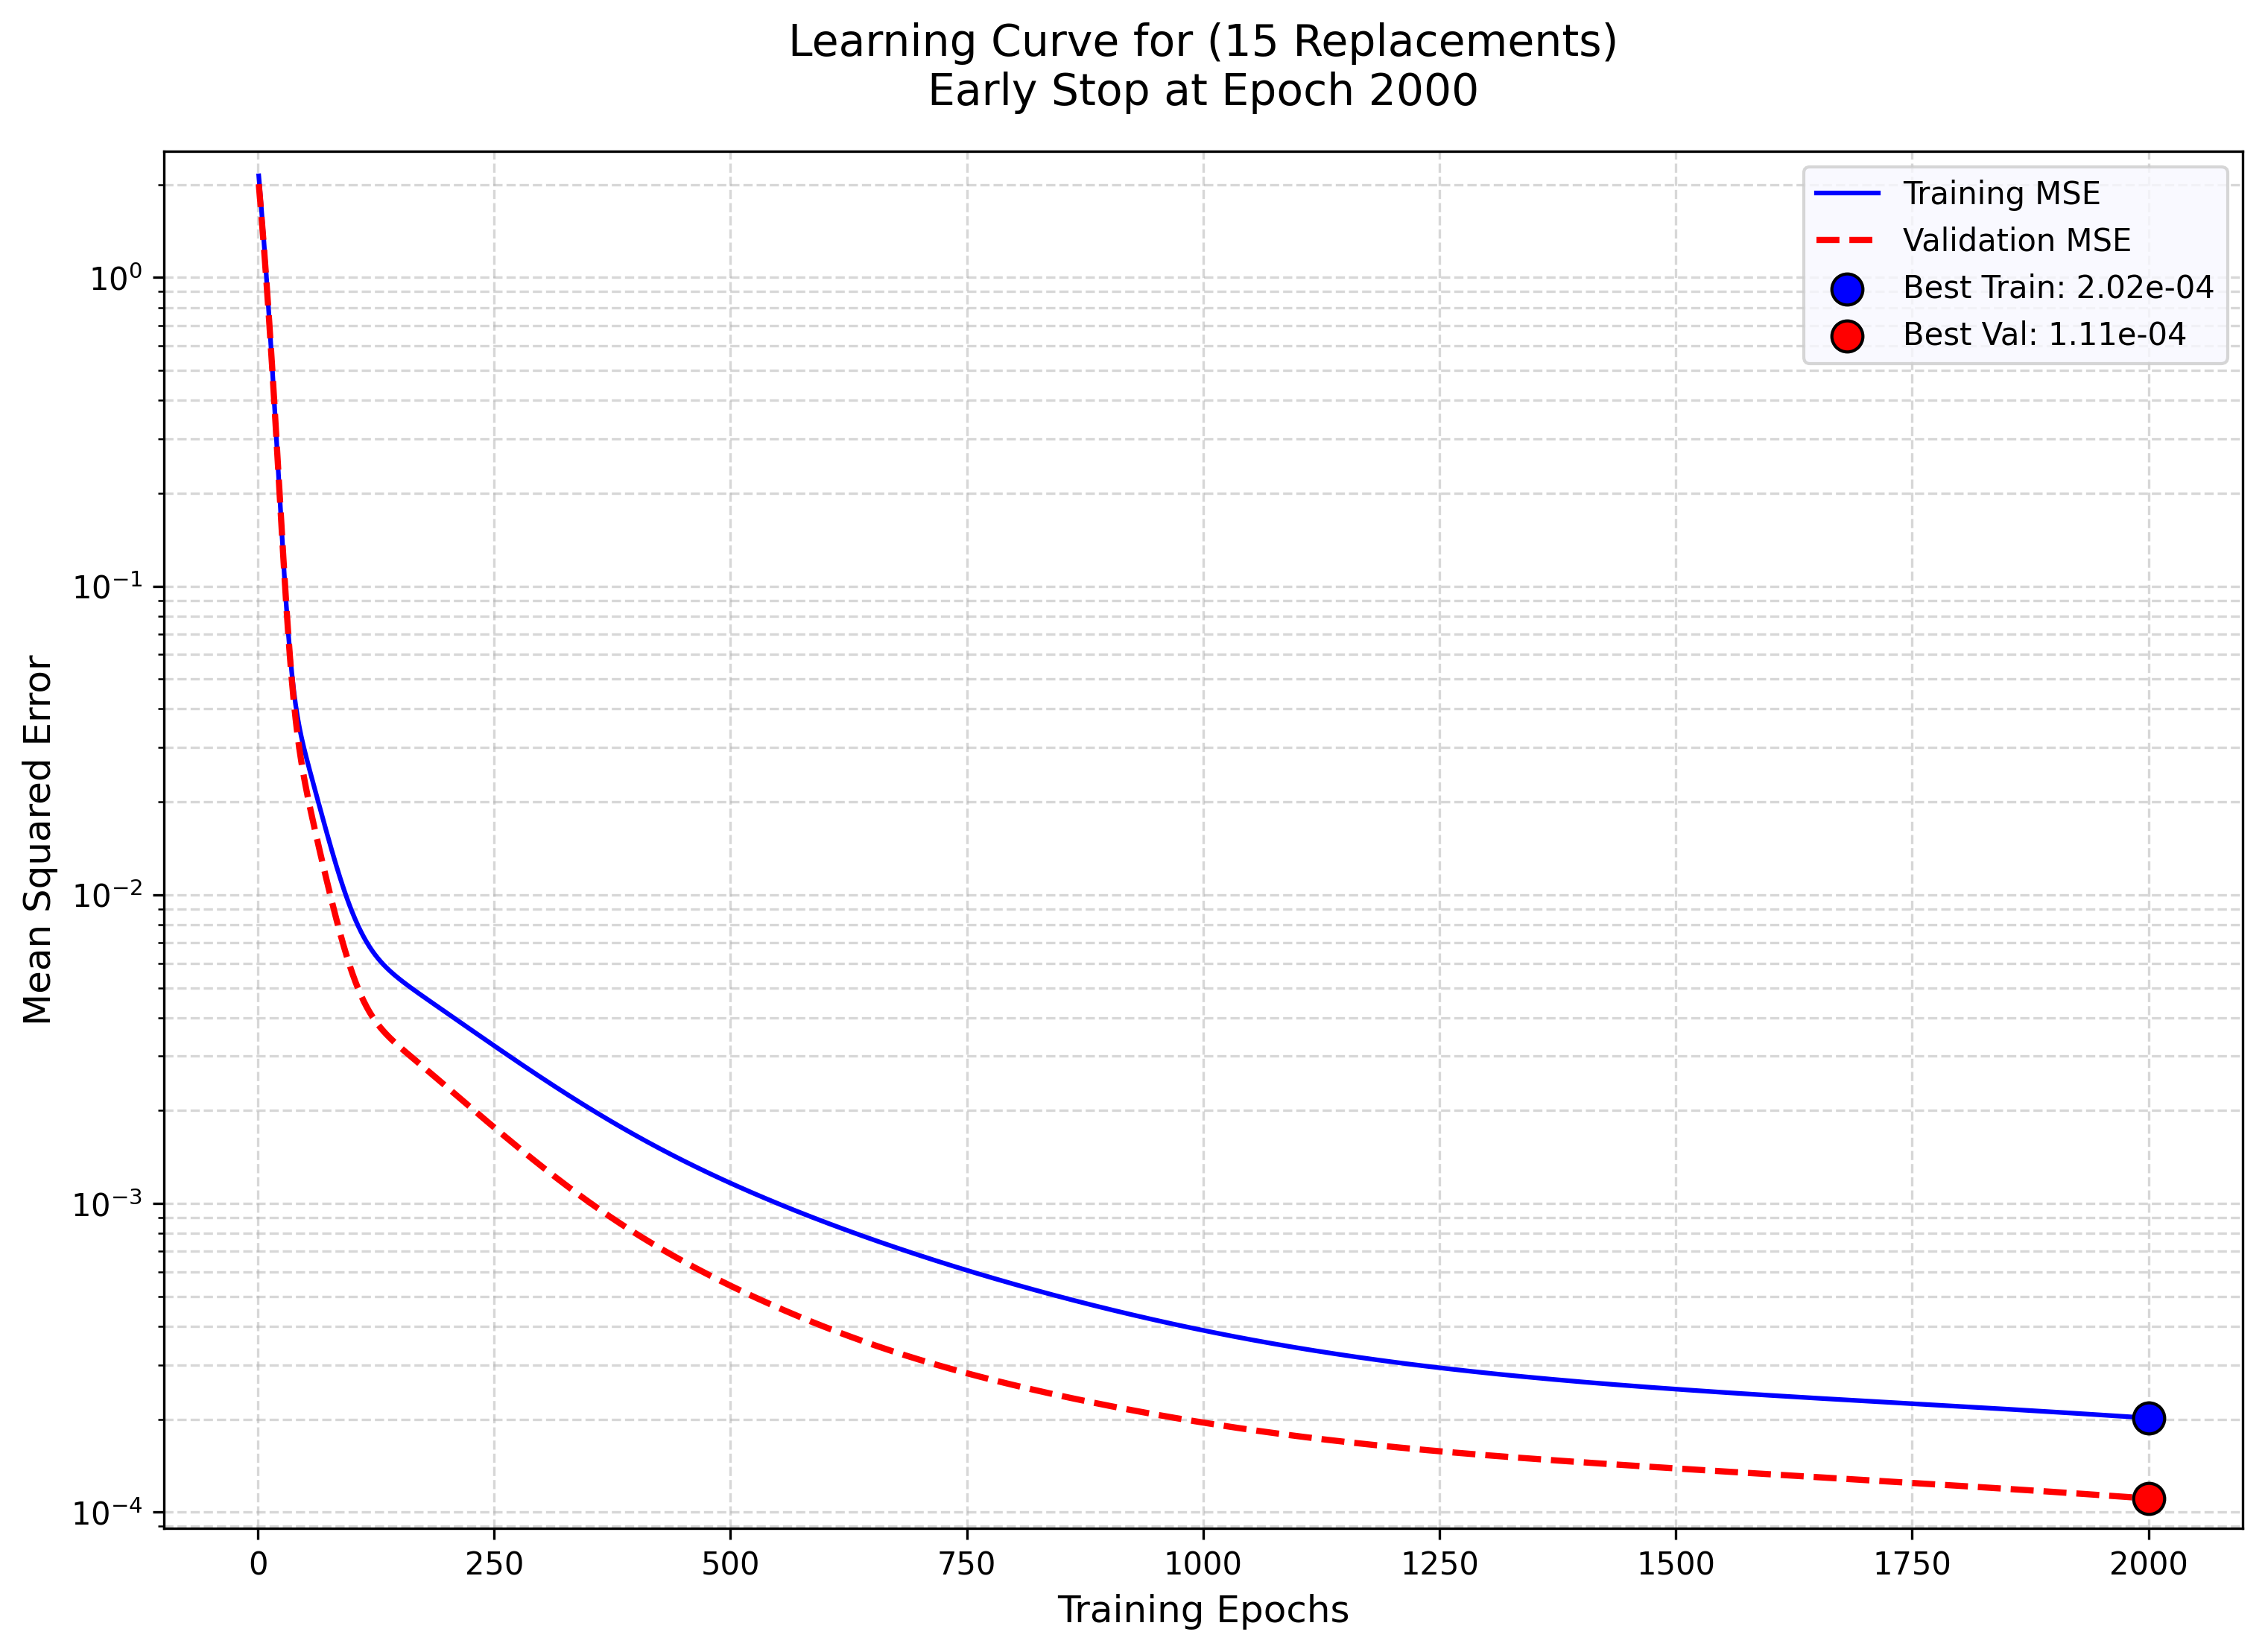 Learning Curve for (15 Replacements)
Early Stop at Epoch 2000
Training MSE
Validation MSE
Best Train: 2.02e-04
Best Val: 1.11e-04
Mean Squared Error
10⁰
10⁻¹
10⁻²
10⁻³
10⁻⁴
0 250 500 750 1000 1250 1500 1750 2000
Training Epochs